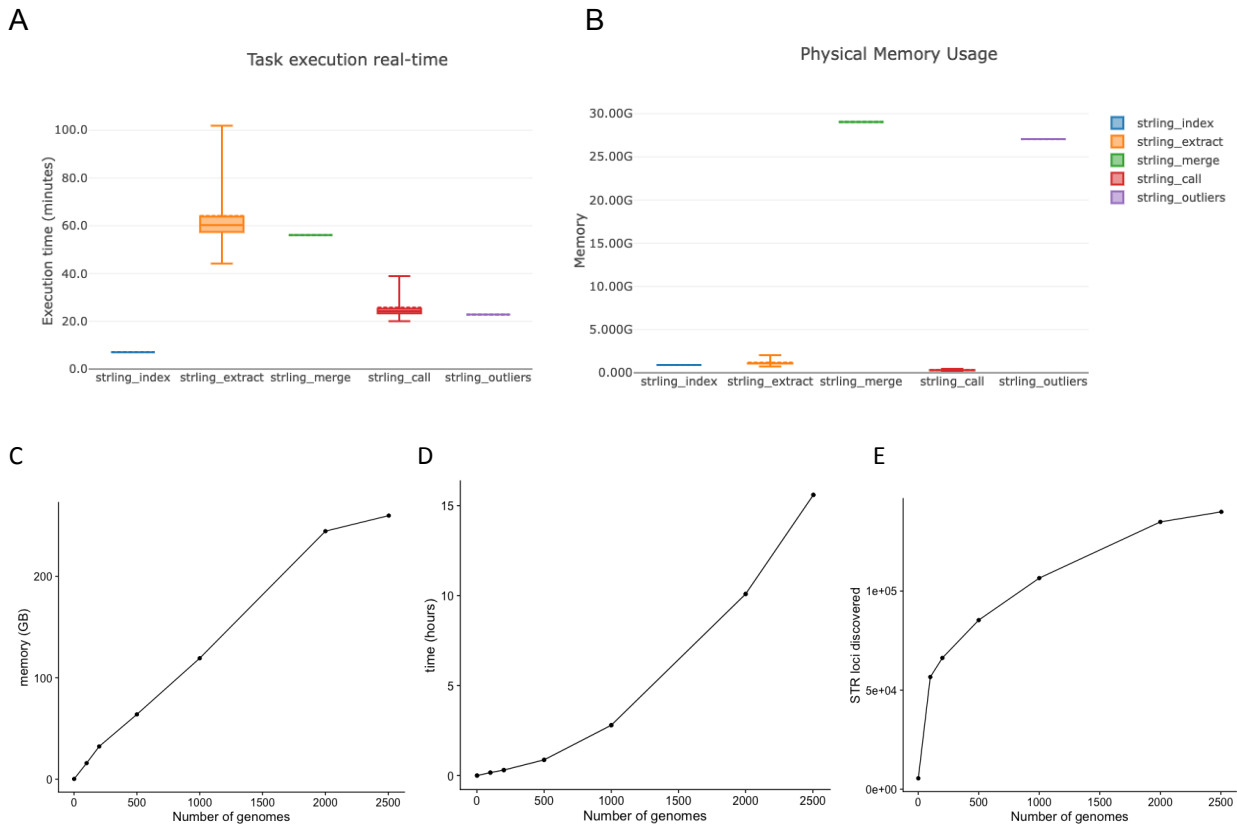 A
B
Task execution real-time
Physical Memory Usage
Execution time (minutes)
100.0
80.0
60.0
40.0
20.0
0.0
strling_index
strling_extract
strling_merge
strling_call
strling_outliers
Memory
30.00G
25.00G
20.00G
15.00G
10.00G
5.000G
0.000
strling_index
strling_extract
strling_merge
strling_call
strling_outliers
strling_index
strling_extract
strling_merge
strling_call
strling_outliers
C
memory (GB)
200
100
0
0
500
1000
1500
2000
2500
Number of genomes
D
time (hours)
15
10
5
0
0
500
1000
1500
2000
2500
Number of genomes
E
STR loci discovered
1e+05
5e+04
0e+00
0
500
1000
1500
2000
2500
Number of genomes